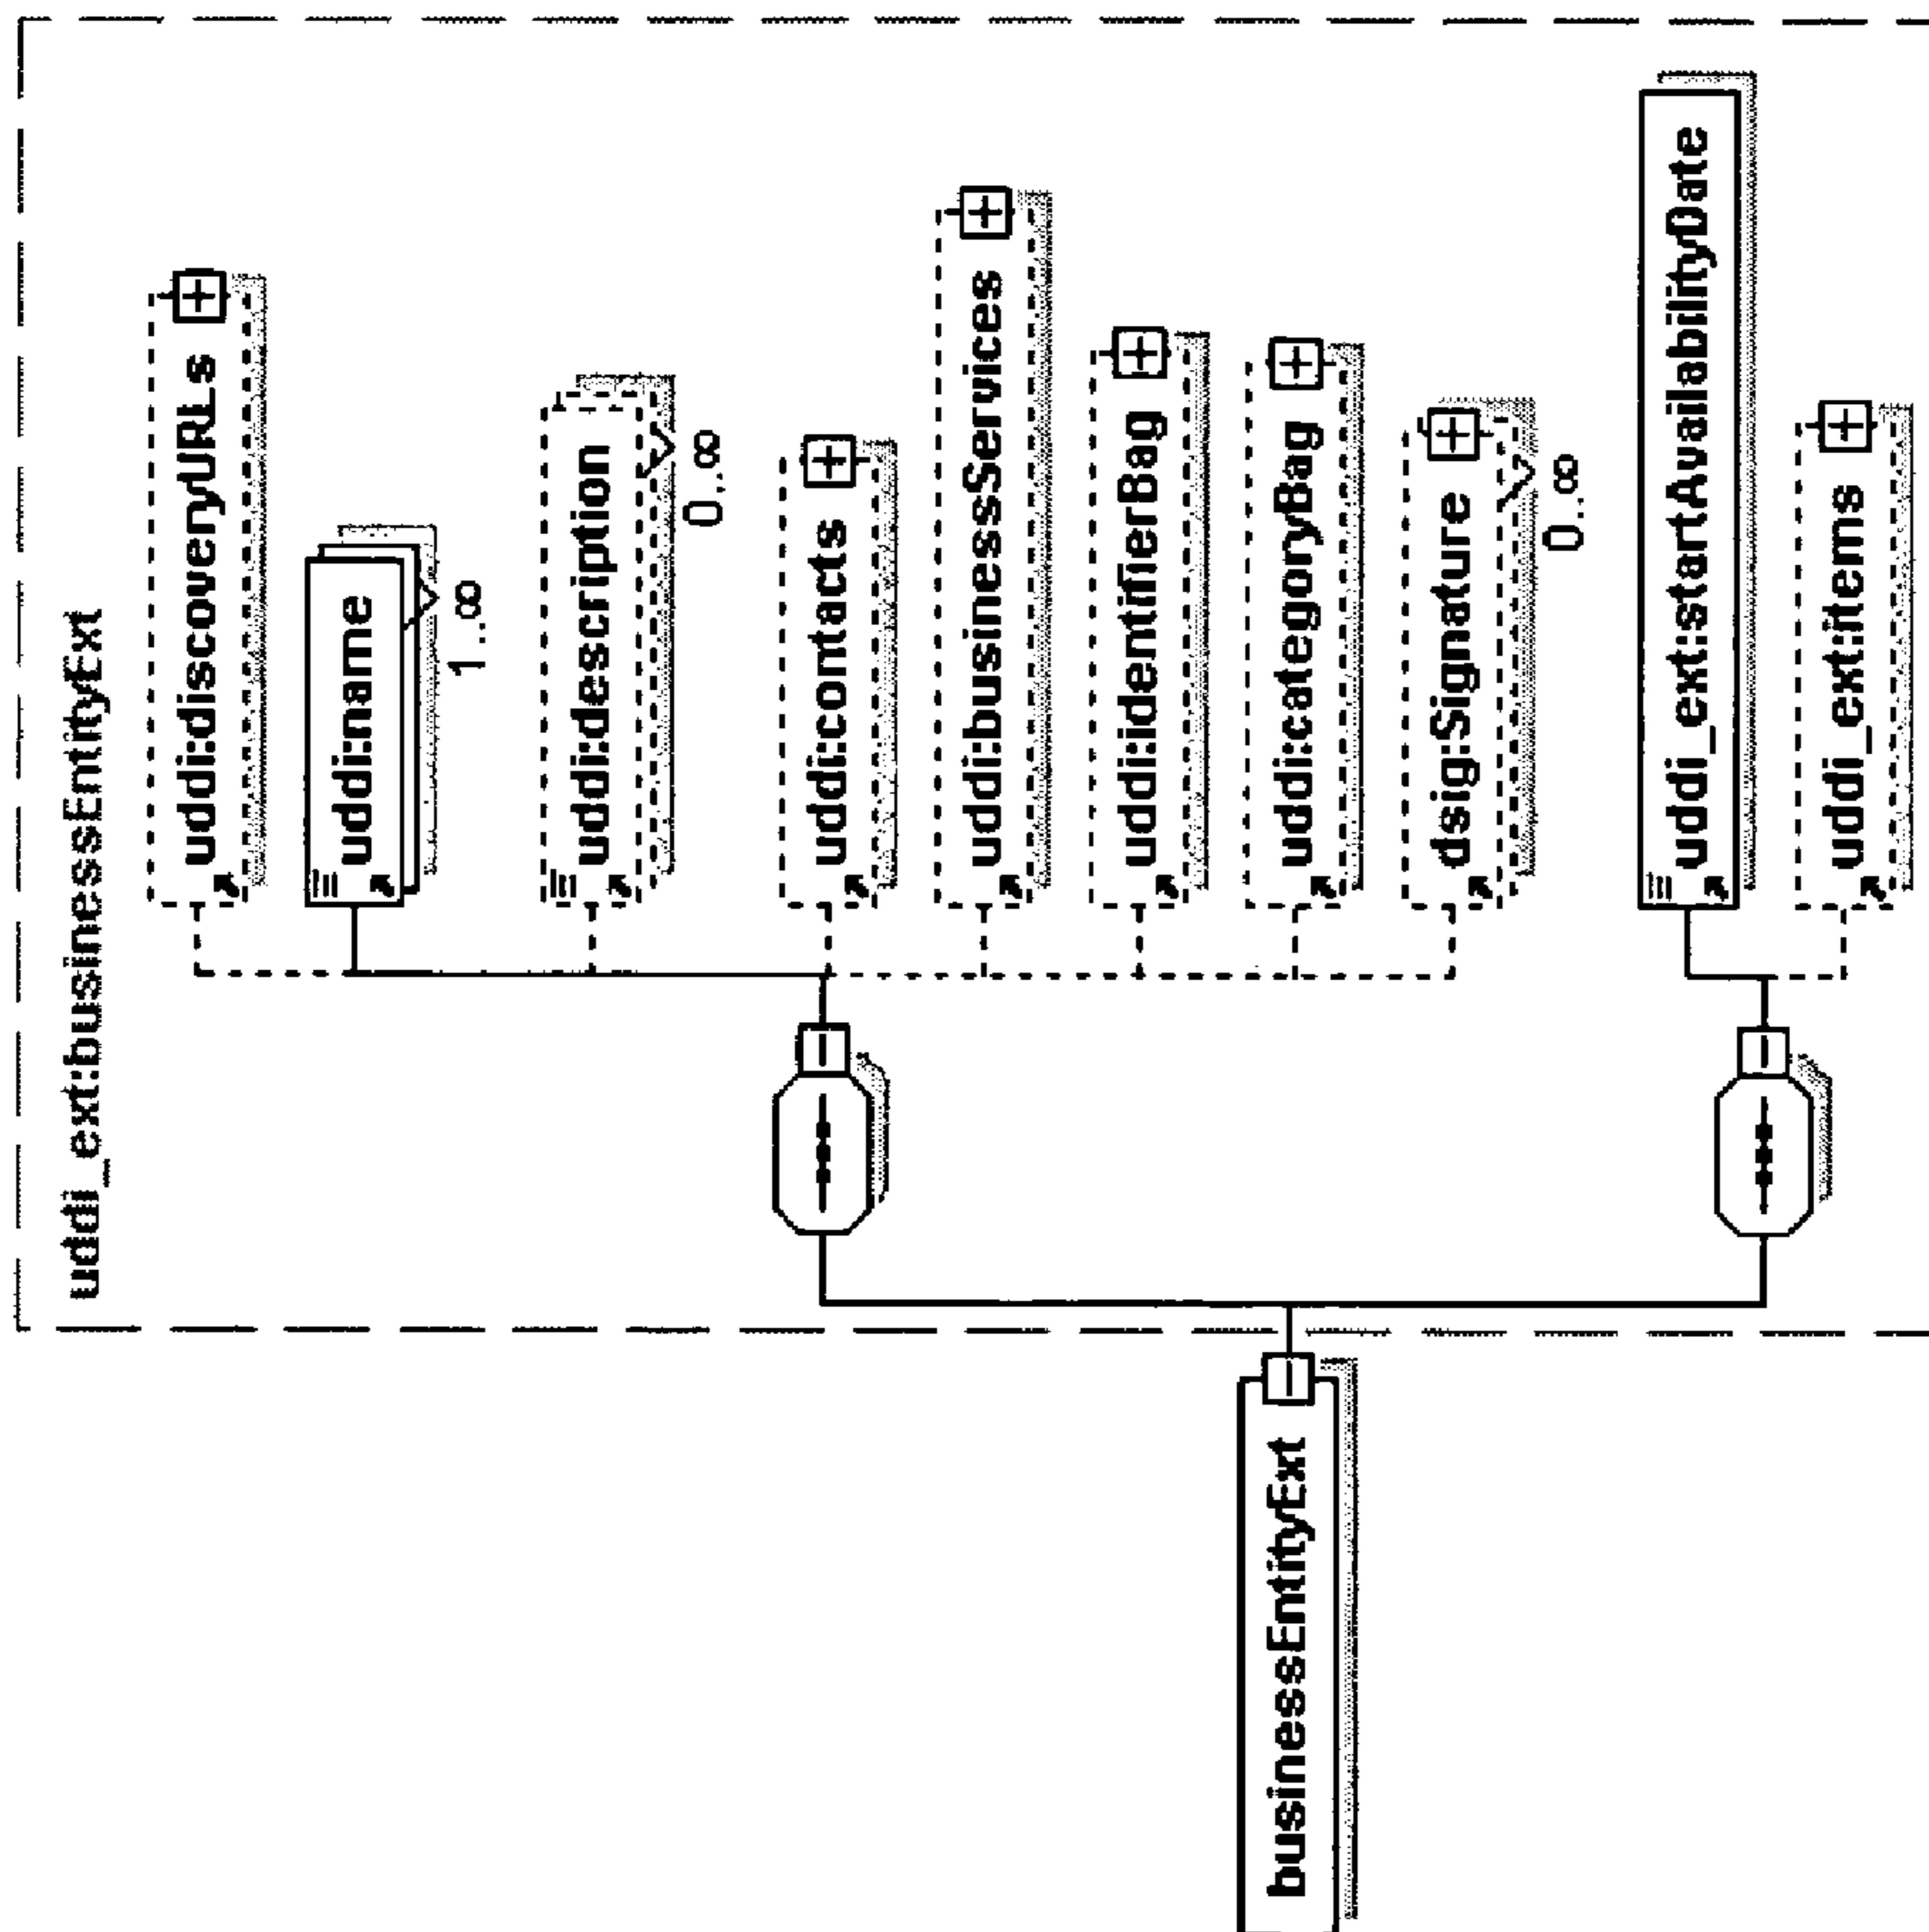 uddi_ext:businessEntityExt
uddi:discoveryURLs
uddi:name
1..∞
uddi:description
0..∞
uddi:contacts
uddi:businessServices
uddi:identifierBag
uddi:categoryBag
dsig:Signature
0..∞
businessEntityExt
uddi_ext:startAvailabilityDate
uddi_ext:items